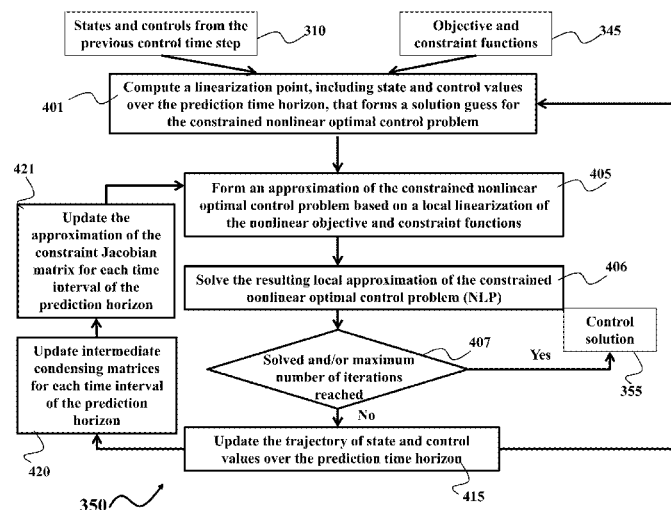 States and controls from the
previous control time step
310
Objective and
constraint functions
345
401
Compute a linearization point, including state and control values
over the prediction time horizon, that forms a solution guess for
the constrained nonlinear optimal control problem
421
Update the
approximation of the
constraint Jacobian
matrix for each time
interval of the
prediction horizon
Form an approximation of the constrained nonlinear
optimal control problem based on a local linearization
of the nonlinear objective and constraint functions
405
Solve the resulting local approximation of the constrained
nonlinear optimal control problem (NLP)
406
Solved and/or maximum
number of iterations
reached
407
Yes
Control
solution
355
No
Update intermediate
condensing matrices
for each time interval
of the prediction
horizon
420
Update the trajectory of state and control
values over the prediction time horizon
415
350